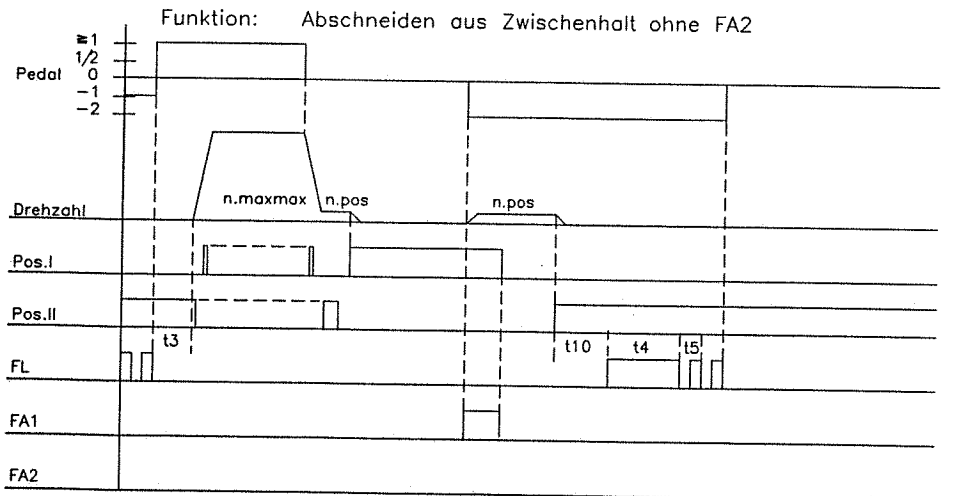 Funktion: Abschneiden aus Zwischenhalt ohne FA2
≧1
1/2
Pedal 0
−1
−2
n.maxmax n.pos n.pos
Drehzahl
Pos.I
Pos.II
t3 t10 t4 t5
FL
FA1
FA2